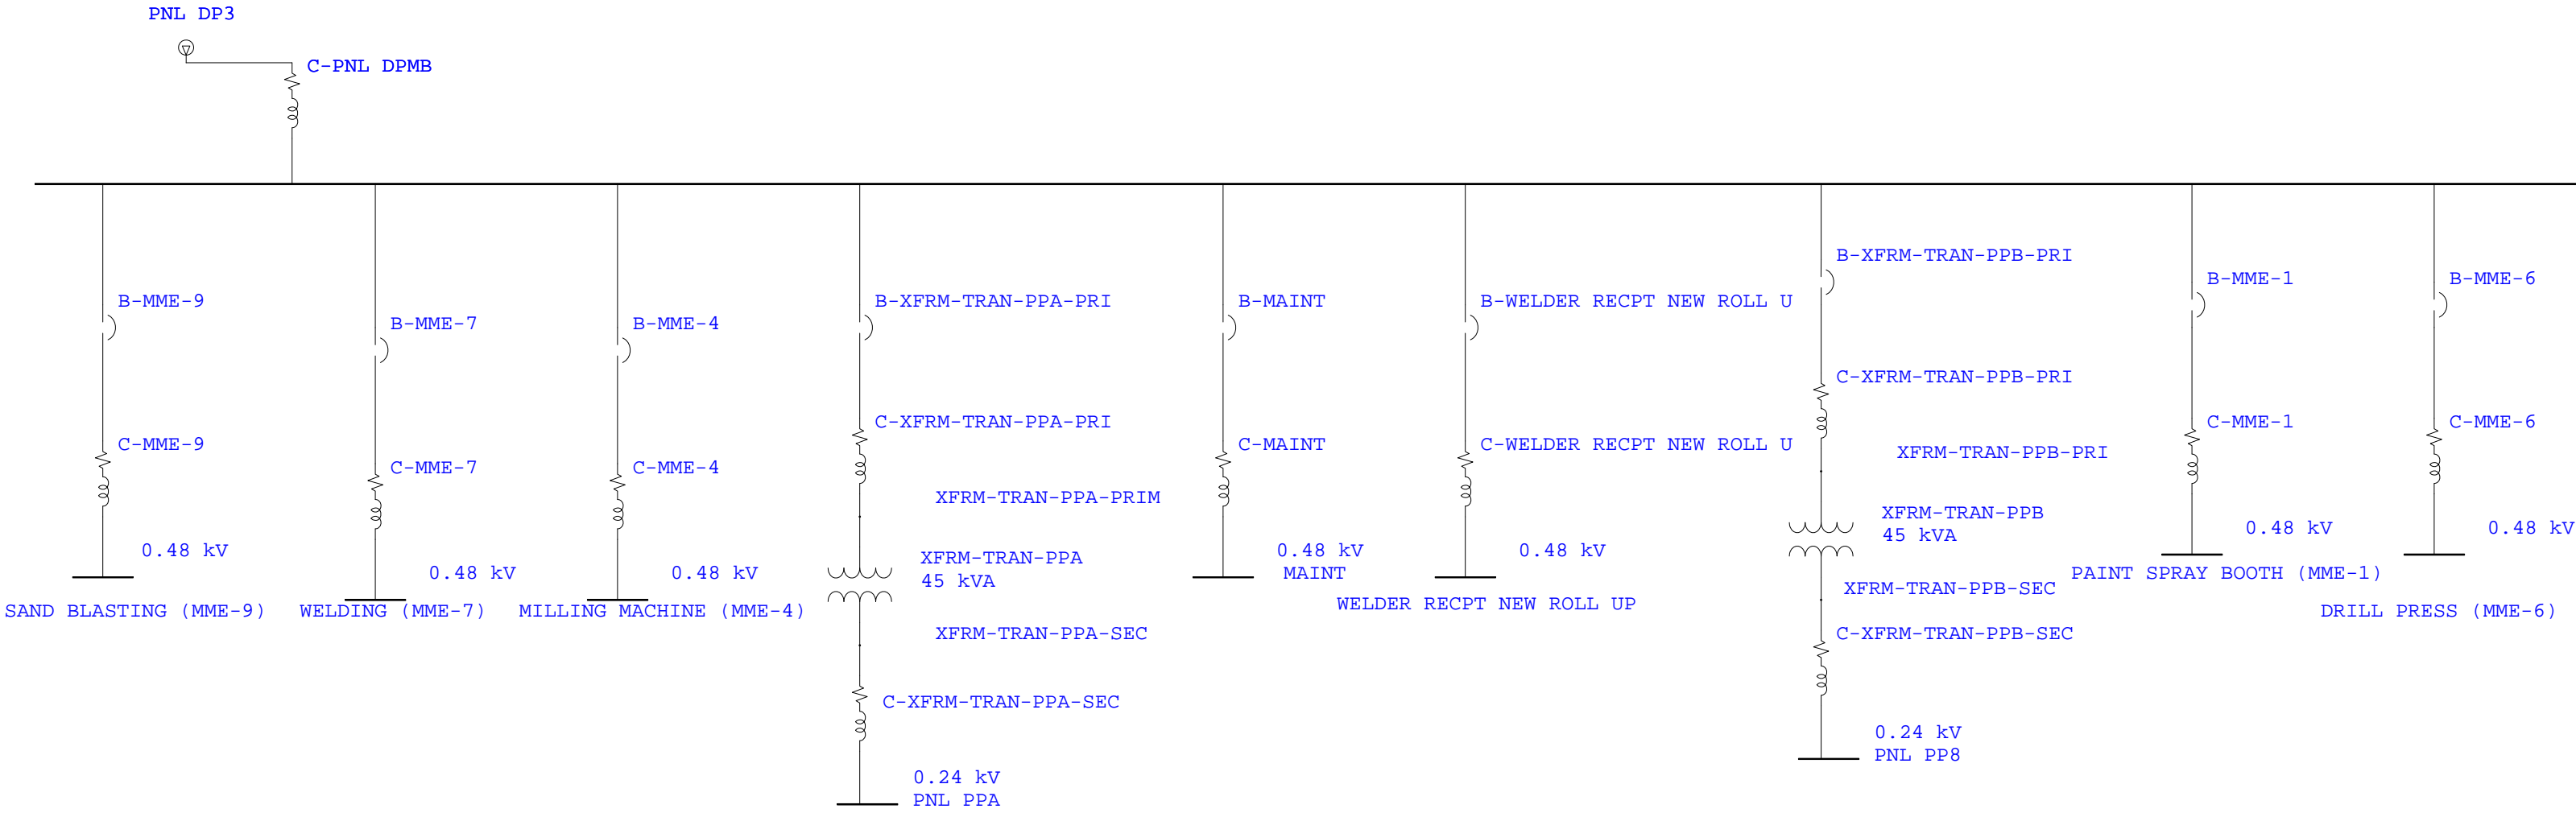 PNL DP3
C-PNL DPMB
B-XFRM-TRAN-PPB-PRI
B-MME-1
B-MME-6
B-MME-9
B-XFRM-TRAN-PPA-PRI
B-MAINT
B-WELDER RECPT NEW ROLL U
B-MME-7
B-MME-4
C-XFRM-TRAN-PPB-PRI
C-XFRM-TRAN-PPA-PRI
C-MME-1
C-MME-6
C-MME-9
C-MAINT
C-WELDER RECPT NEW ROLL U
XFRM-TRAN-PPB-PRI
C-MME-7
C-MME-4
XFRM-TRAN-PPA-PRIM
XFRM-TRAN-PPB
45 kVA
0.48 kV
0.48 kV
0.48 kV
XFRM-TRAN-PPA
45 kVA
0.48 kV
MAINT
0.48 kV
0.48 kV
0.48 kV
PAINT SPRAY BOOTH (MME-1)
XFRM-TRAN-PPB-SEC
WELDER RECPT NEW ROLL UP
SAND BLASTING (MME-9)
WELDING (MME-7)
MILLING MACHINE (MME-4)
DRILL PRESS (MME-6)
XFRM-TRAN-PPA-SEC
C-XFRM-TRAN-PPB-SEC
C-XFRM-TRAN-PPA-SEC
0.24 kV
PNL PP8
0.24 kV
PNL PPA